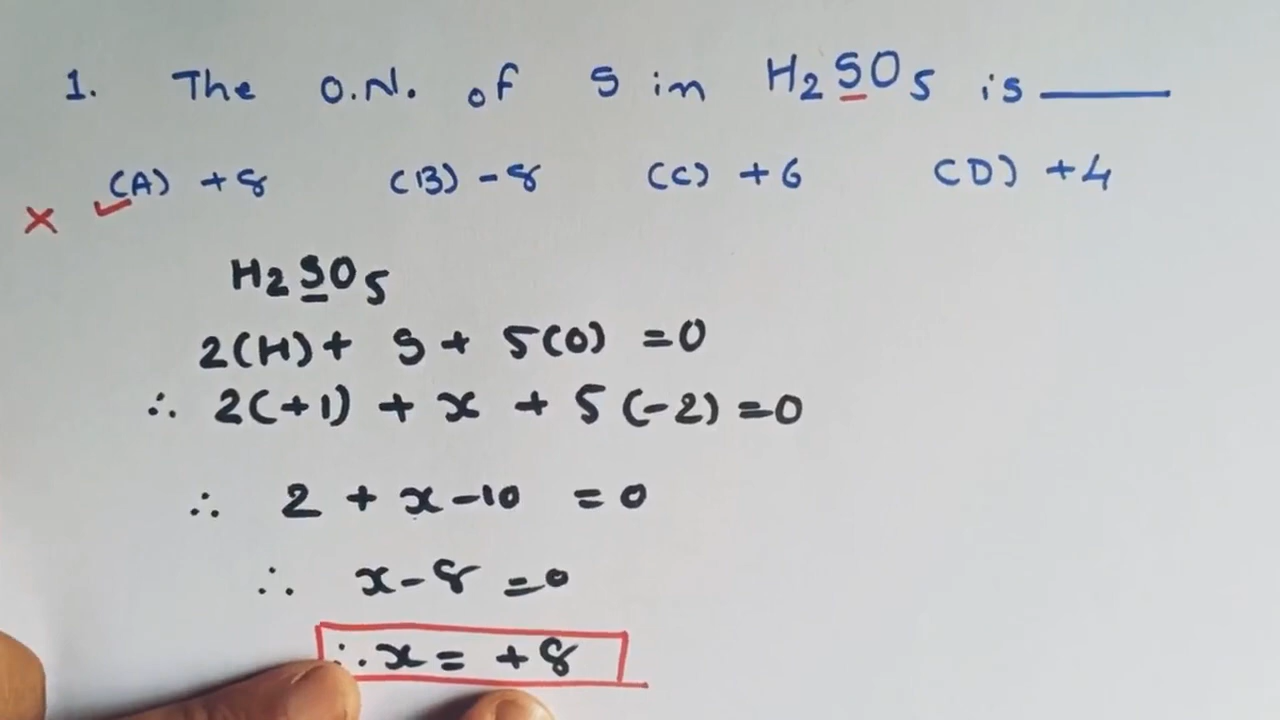 1. The O.N. of S in H₂SO₅ is ____
(A) +8 (B) -8 (C) +6 (D) +4
H₂SO₅
2(H) + S + 5(O) = 0
∴ 2(+1) + x + 5(-2) = 0
∴ 2 + x - 10 = 0
∴ x - 8 = 0
∴ x = +8